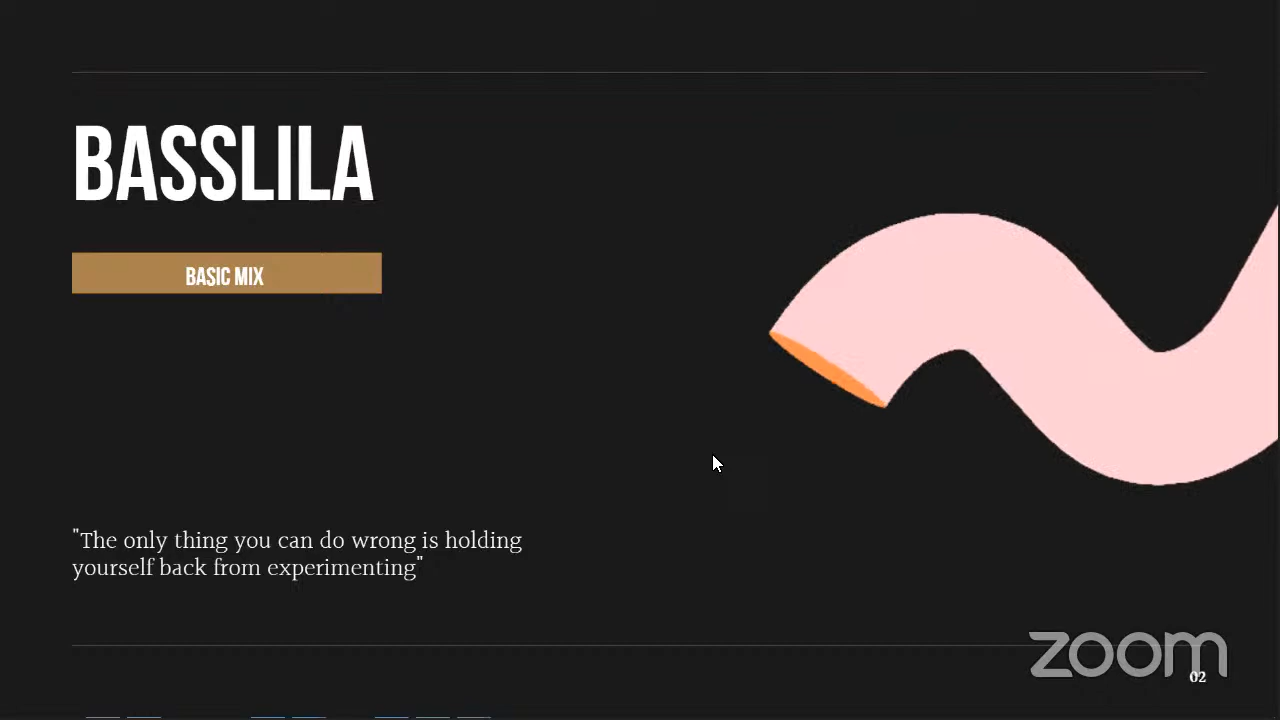 BASSLILA
BASIC MIX
"The only thing you can do wrong is holding
yourself back from experimenting"
zoom
02